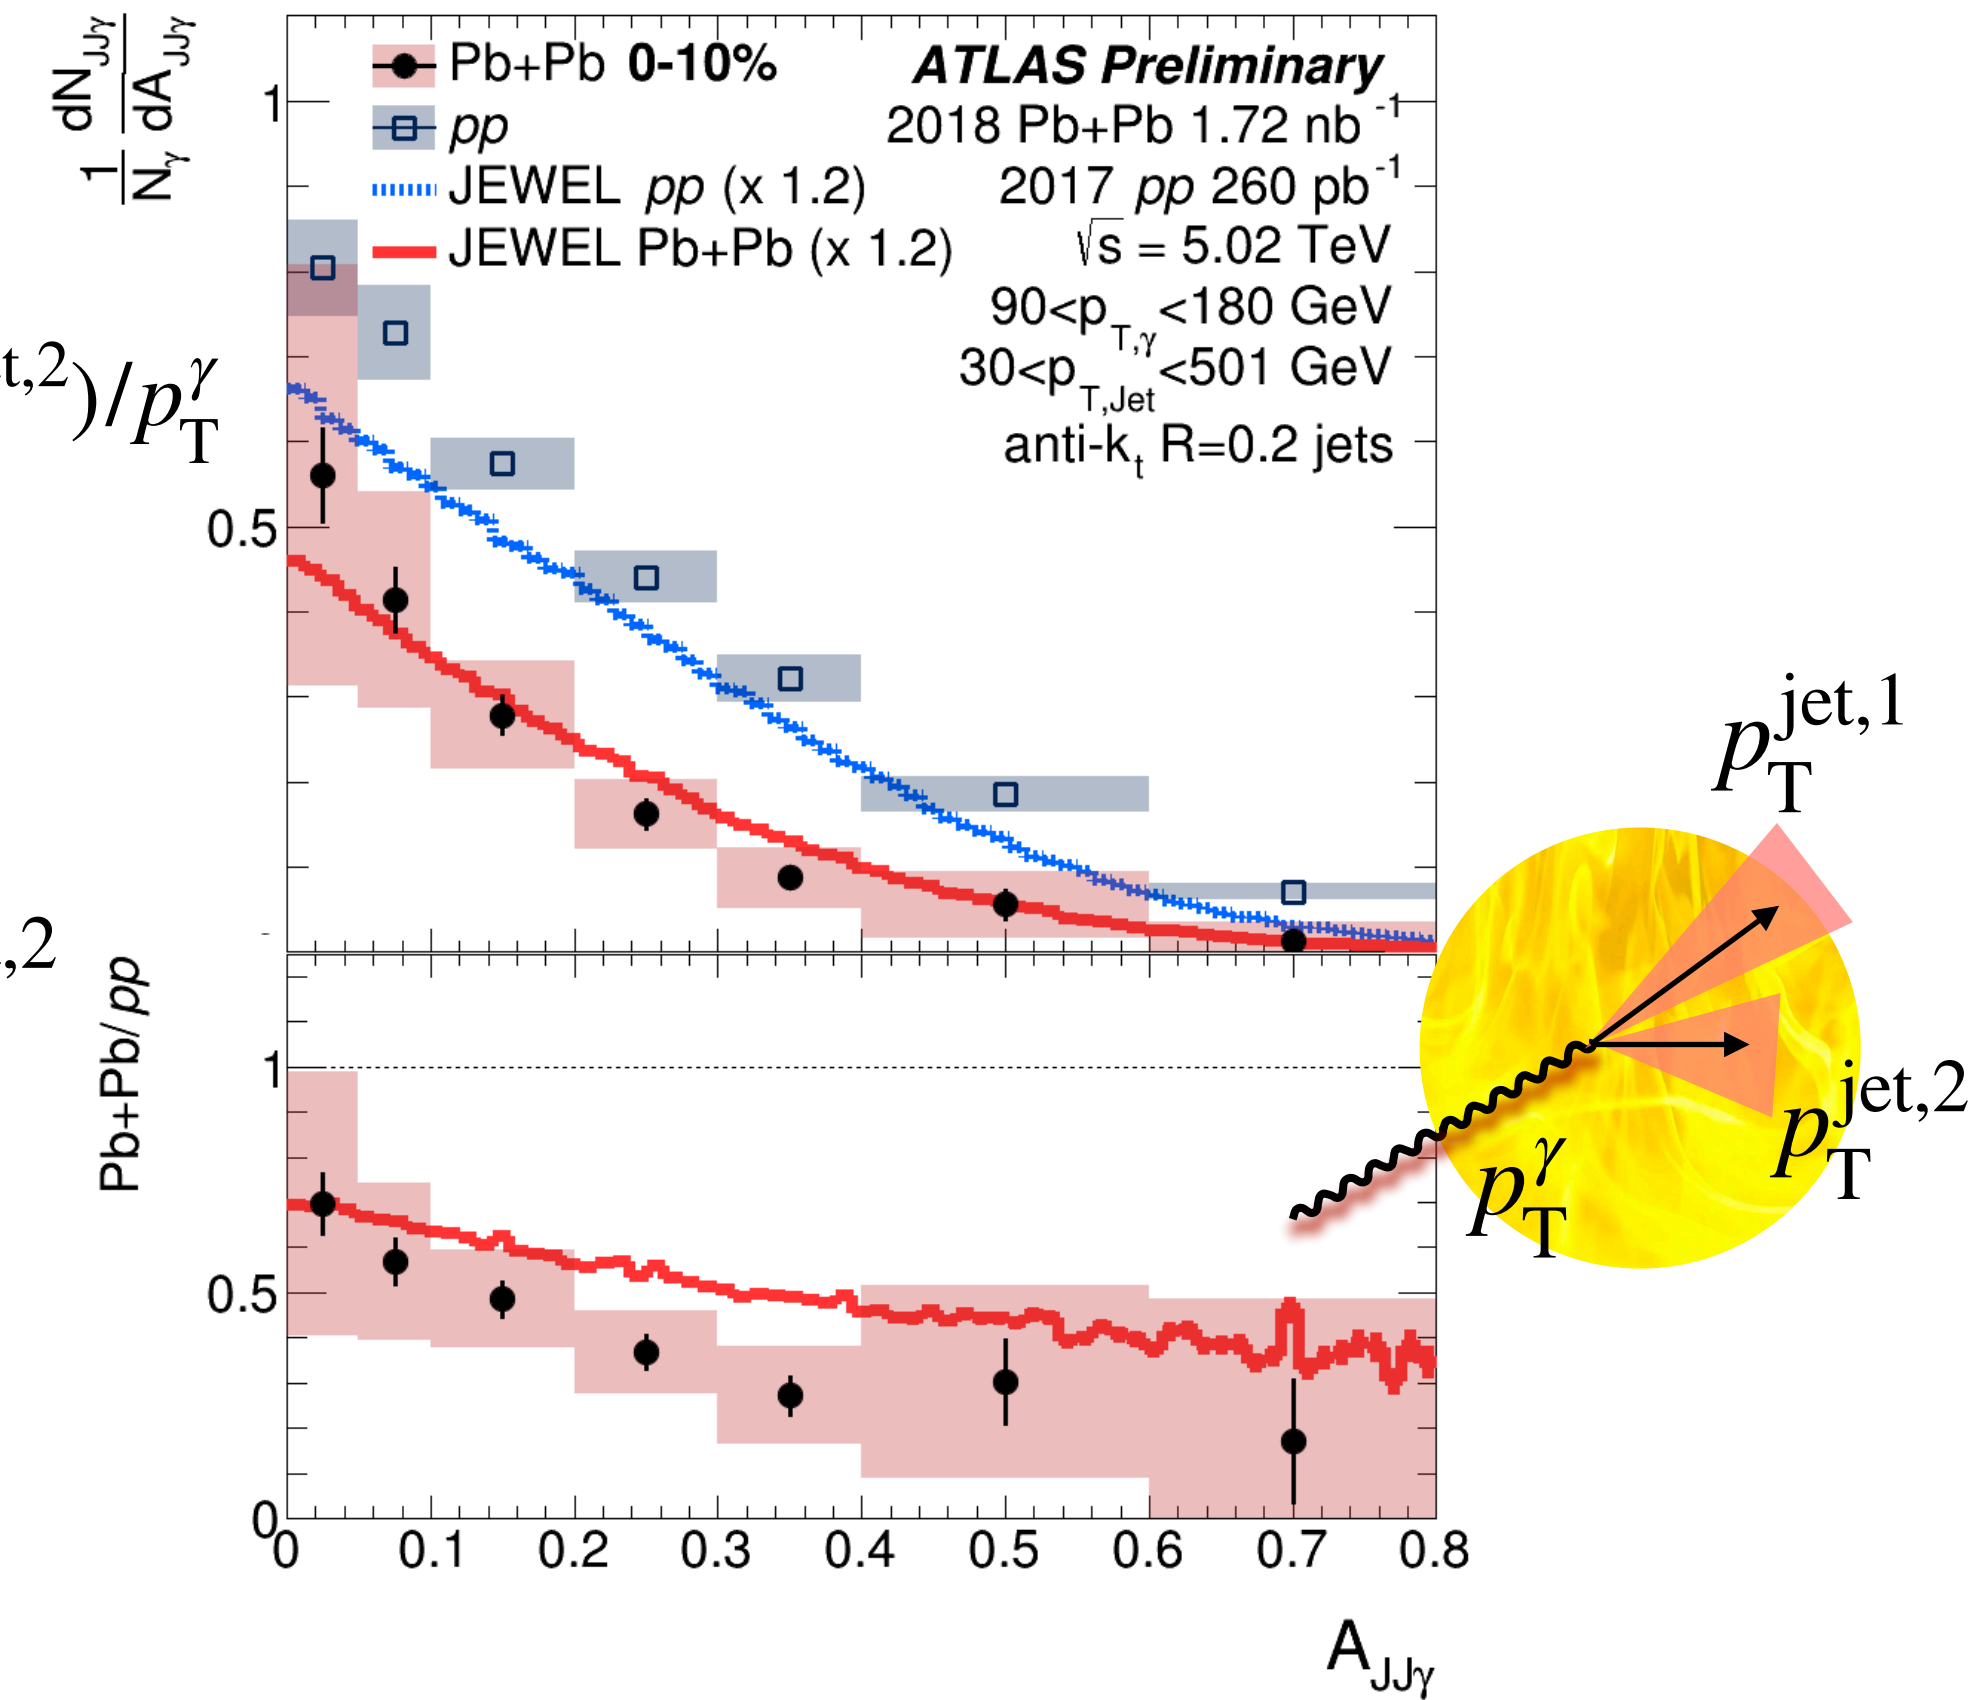 1/N_γ dN_JJγ/dA_JJγ
Pb+Pb 0-10%
pp
JEWEL pp (x 1.2)
JEWEL Pb+Pb (x 1.2)
ATLAS Preliminary
2018 Pb+Pb 1.72 nb^-1
2017 pp 260 pb^-1
√s = 5.02 TeV
90<p_T,γ<180 GeV
30<p_T,Jet<501 GeV
anti-k_t R=0.2 jets
1
0.5
t,2)/p_T^γ
,2
Pb+Pb/pp
1
0.5
0
0 0.1 0.2 0.3 0.4 0.5 0.6 0.7 0.8
A_JJγ
p_T^jet,1
p_T^jet,2
p_T^γ